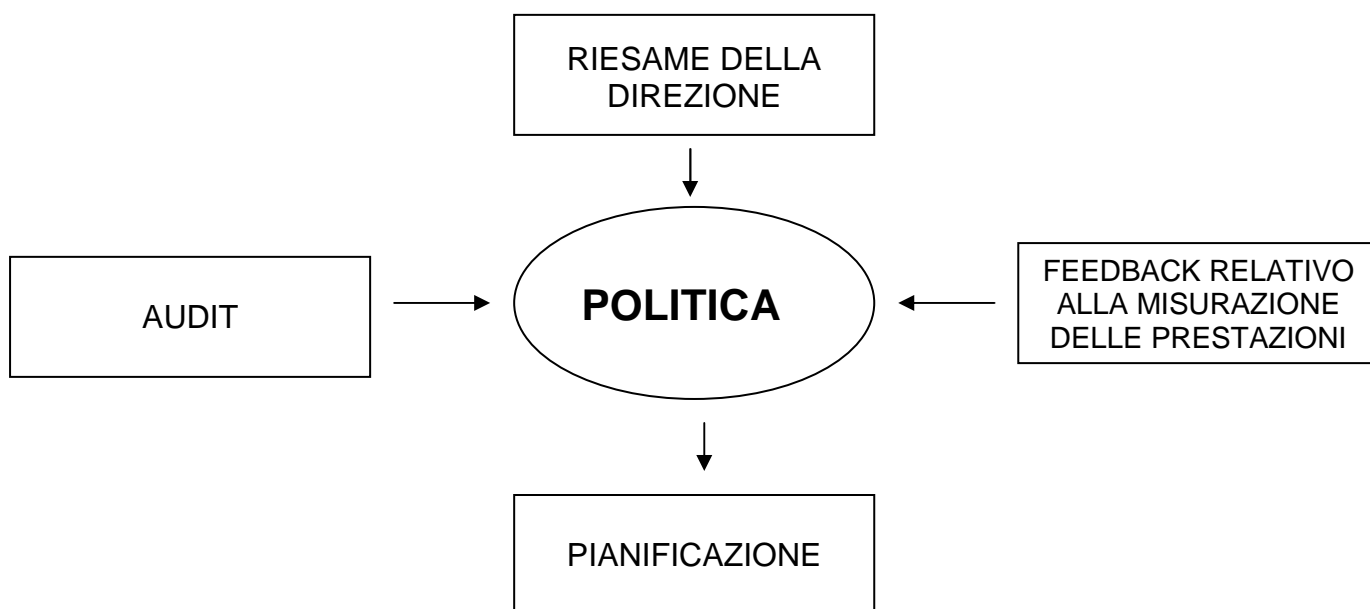 RIESAME DELLA
DIREZIONE
AUDIT
POLITICA
FEEDBACK RELATIVO
ALLA MISURAZIONE
DELLE PRESTAZIONI
PIANIFICAZIONE